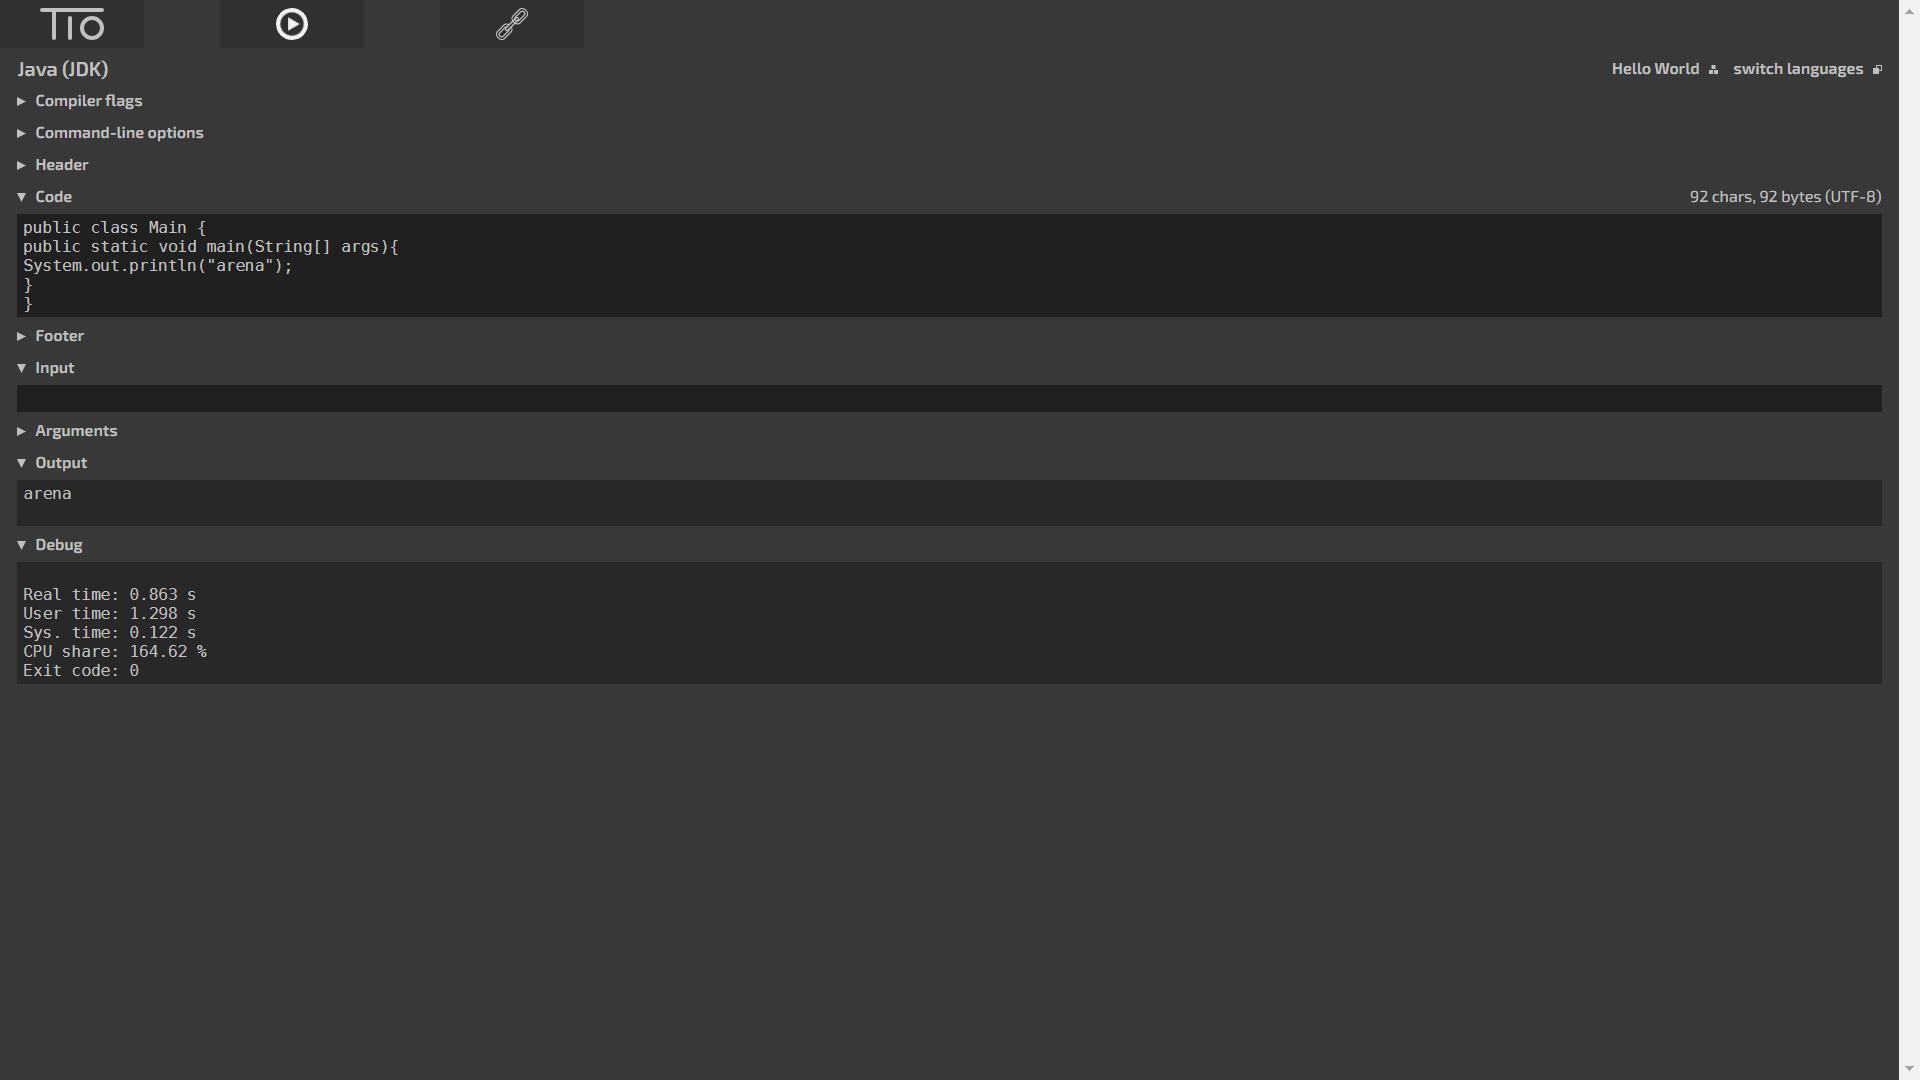 TIO
Java (JDK)
Hello World switch languages
Compiler flags
Command-line options
Header
Code 92 chars, 92 bytes (UTF-8)
public class Main {
public static void main(String[] args){
System.out.println("arena");
}
}
Footer
Input
Arguments
Output
arena
Debug
Real time: 0.863 s
User time: 1.298 s
Sys. time: 0.122 s
CPU share: 164.62 %
Exit code: 0